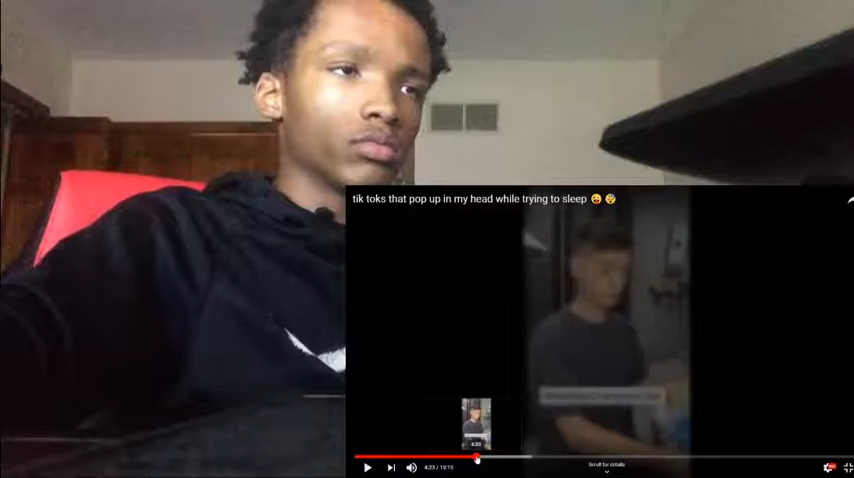 tik toks that pop up in my head while trying to sleep 😛 😴
4:23
4:23 / 10:15
Scroll for details